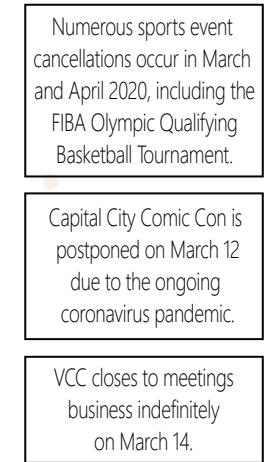 Numerous sports event
cancellations occur in March
and April 2020, including the
FIBA Olympic Qualifying
Basketball Tournament.
Capital City Comic Con is
postponed on March 12
due to the ongoing
coronavirus pandemic.
VCC closes to meetings
business indefinitely
on March 14.